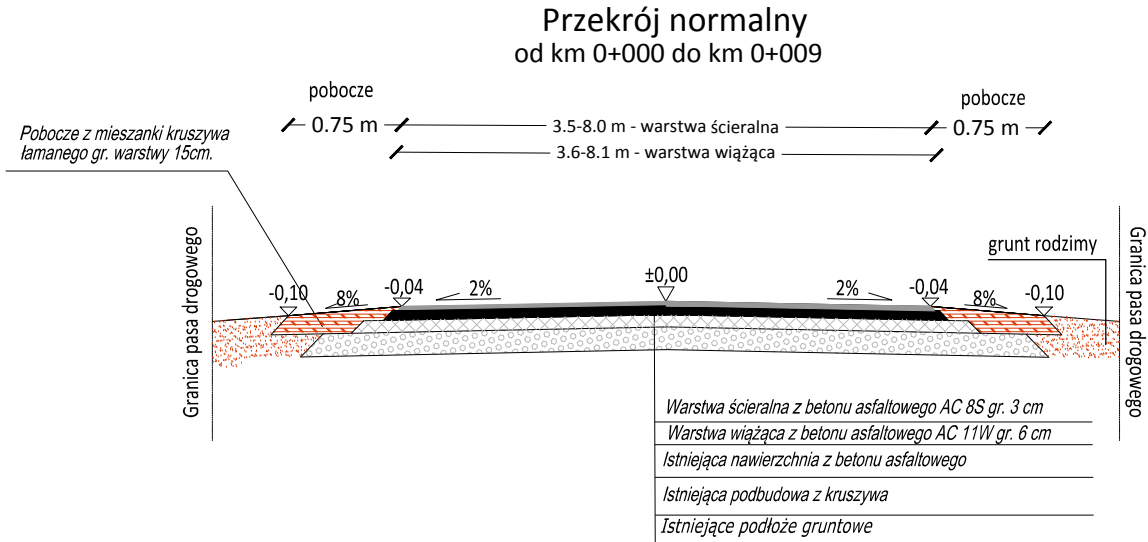 Przekrój normalny
od km 0+000 do km 0+009
pobocze
pobocze
0.75 m
3.5-8.0 m - warstwa ścieralna
0.75 m
3.6-8.1 m - warstwa wiążąca
Pobocze z mieszanki kruszywa
łamanego gr. warstwy 15cm.
Granica pasa drogowego
Granica pasa drogowego
grunt rodzimy
-0,10
8%
-0,04
2%
±0,00
2%
-0,04
8%
-0,10
Warstwa ścieralna z betonu asfaltowego AC 8S gr. 3 cm
Warstwa wiążąca z betonu asfaltowego AC 11W gr. 6 cm
Istniejąca nawierzchnia z betonu asfaltowego
Istniejąca podbudowa z kruszywa
Istniejące podłoże gruntowe